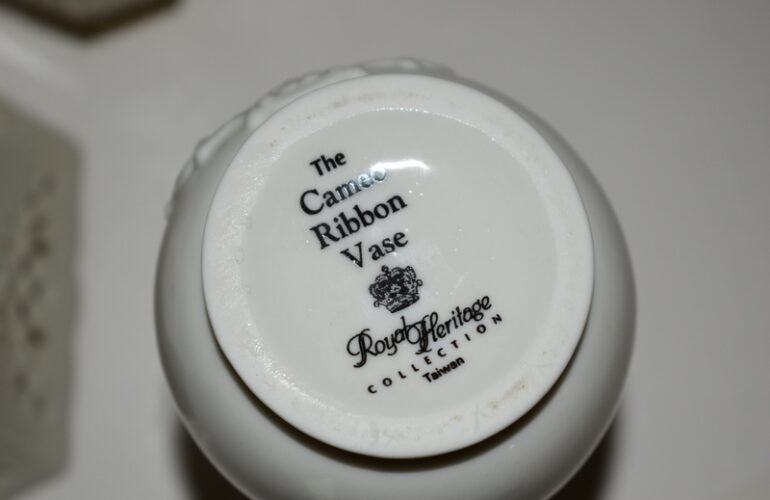 The
Cameo
Ribbon
Vase
Royal Heritage
COLLECTION
Taiwan